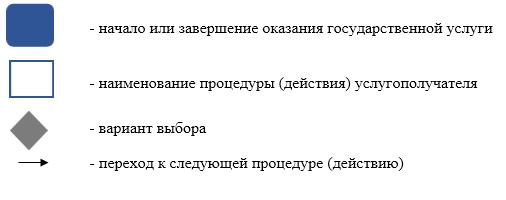 - начало или завершение оказания государственной услуги
- наименование процедуры (действия) услугополучателя
- вариант выбора
- переход к следующей процедуре (действию)